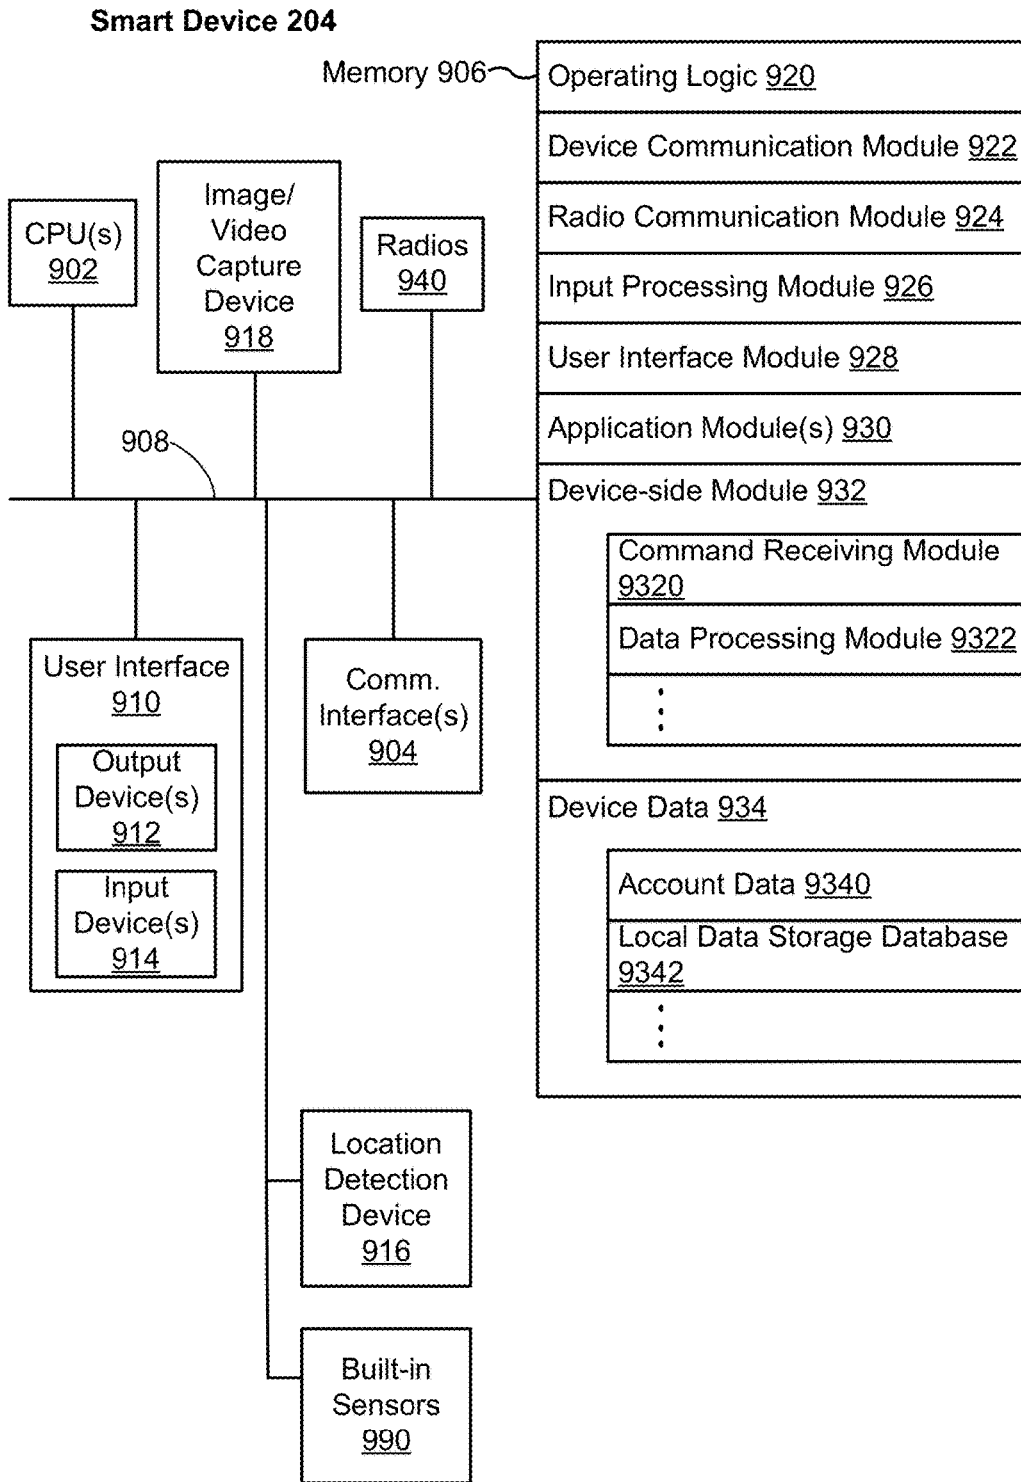 Smart Device 204
Memory 906
Operating Logic 920
Device Communication Module 922
Radio Communication Module 924
Input Processing Module 926
User Interface Module 928
Application Module(s) 930
Device-side Module 932
Command Receiving Module
9320
Data Processing Module 9322
Device Data 934
Account Data 9340
Local Data Storage Database
9342
CPU(s)
902
Image/
Video
Capture
Device
918
Radios
940
908
User Interface
910
Output
Device(s)
912
Input
Device(s)
914
Comm.
Interface(s)
904
Location
Detection
Device
916
Built-in
Sensors
990